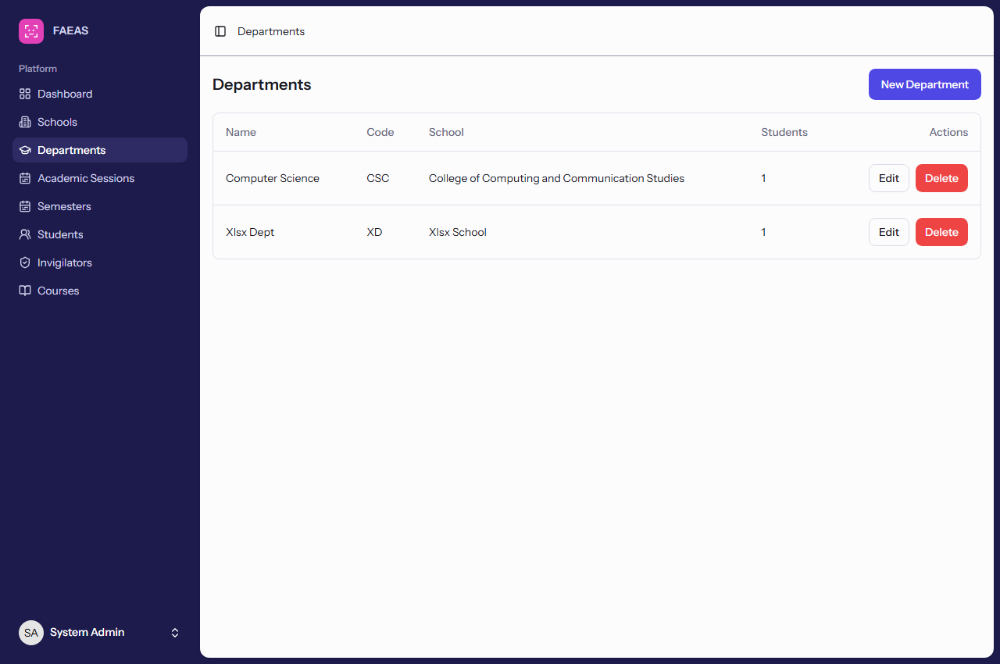 FAEAS
Platform
Dashboard
Schools
Departments
Academic Sessions
Semesters
Students
Invigilators
Courses
SA System Admin
Departments
Departments
New Department
Name Code School Students Actions
Computer Science CSC College of Computing and Communication Studies 1 Edit Delete
Xlsx Dept XD Xlsx School 1 Edit Delete